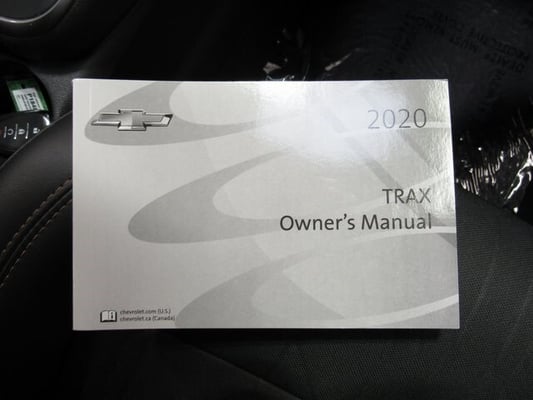 2020
TRAX
Owner's Manual
chevrolet.com (U.S.)
chevrolet.ca (Canada)